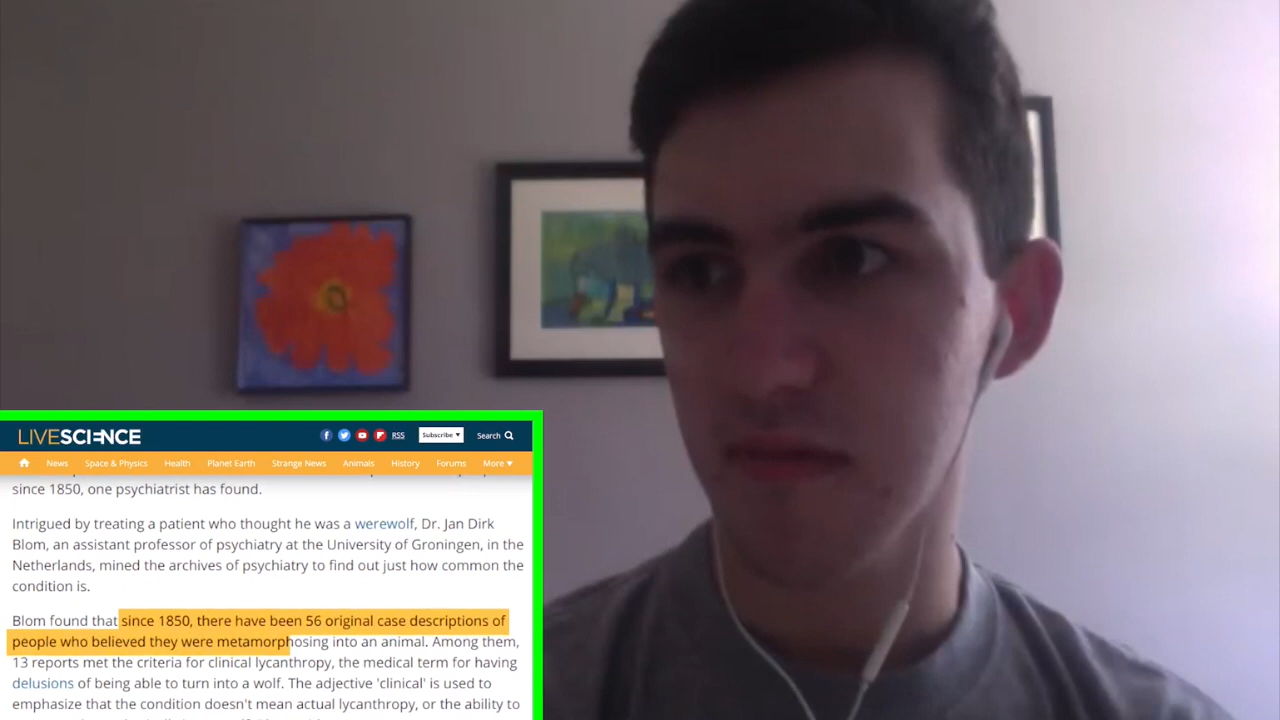 LIVESCIENCE
RSS
Subscribe ▼
Search
News Space & Physics Health Planet Earth Strange News Animals History Forums More ▼
since 1850, one psychiatrist has found.
Intrigued by treating a patient who thought he was a werewolf, Dr. Jan Dirk
Blom, an assistant professor of psychiatry at the University of Groningen, in the
Netherlands, mined the archives of psychiatry to find out just how common the
condition is.
Blom found that since 1850, there have been 56 original case descriptions of
people who believed they were metamorphosing into an animal. Among them,
13 reports met the criteria for clinical lycanthropy, the medical term for having
delusions of being able to turn into a wolf. The adjective 'clinical' is used to
emphasize that the condition doesn't mean actual lycanthropy, or the ability to